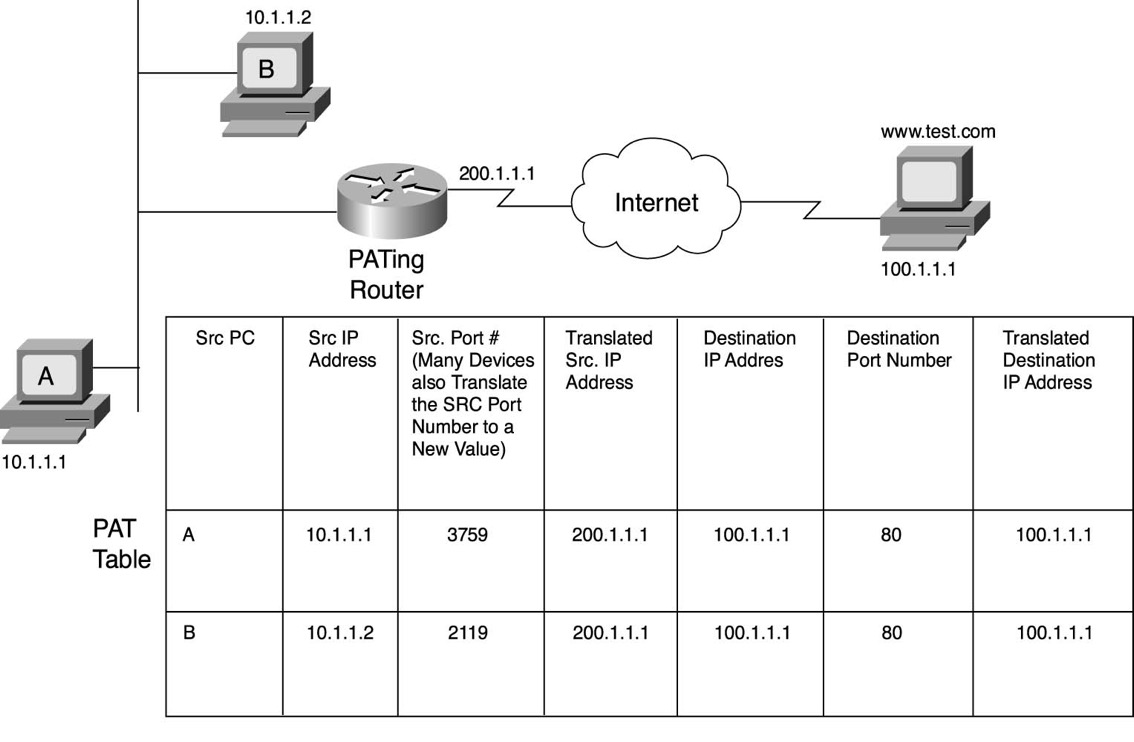 10.1.1.2
B
www.test.com
200.1.1.1
Internet
PATing
Router
100.1.1.1
A
10.1.1.1
PAT
Table
Src PC
Src IP
Address
Src. Port #
(Many Devices
also Translate
the SRC Port
Number to a
New Value)
Translated
Src. IP
Address
Destination
IP Addres
Destination
Port Number
Translated
Destination
IP Address
A
10.1.1.1
3759
200.1.1.1
100.1.1.1
80
100.1.1.1
B
10.1.1.2
2119
200.1.1.1
100.1.1.1
80
100.1.1.1